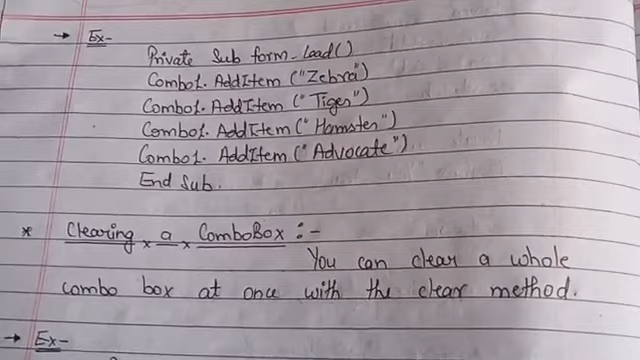 → Ex-
Private Sub form_Load()
Combo1. AddItem ("Zebra")
Combo1. AddItem ("Tiger")
Combo1. AddItem ("Hamster")
Combo1. AddItem ("Advocate")
End Sub.
* Clearing x a x ComboBox :-
You can clear a whole
combo box at once with the clear method.
→ Ex-